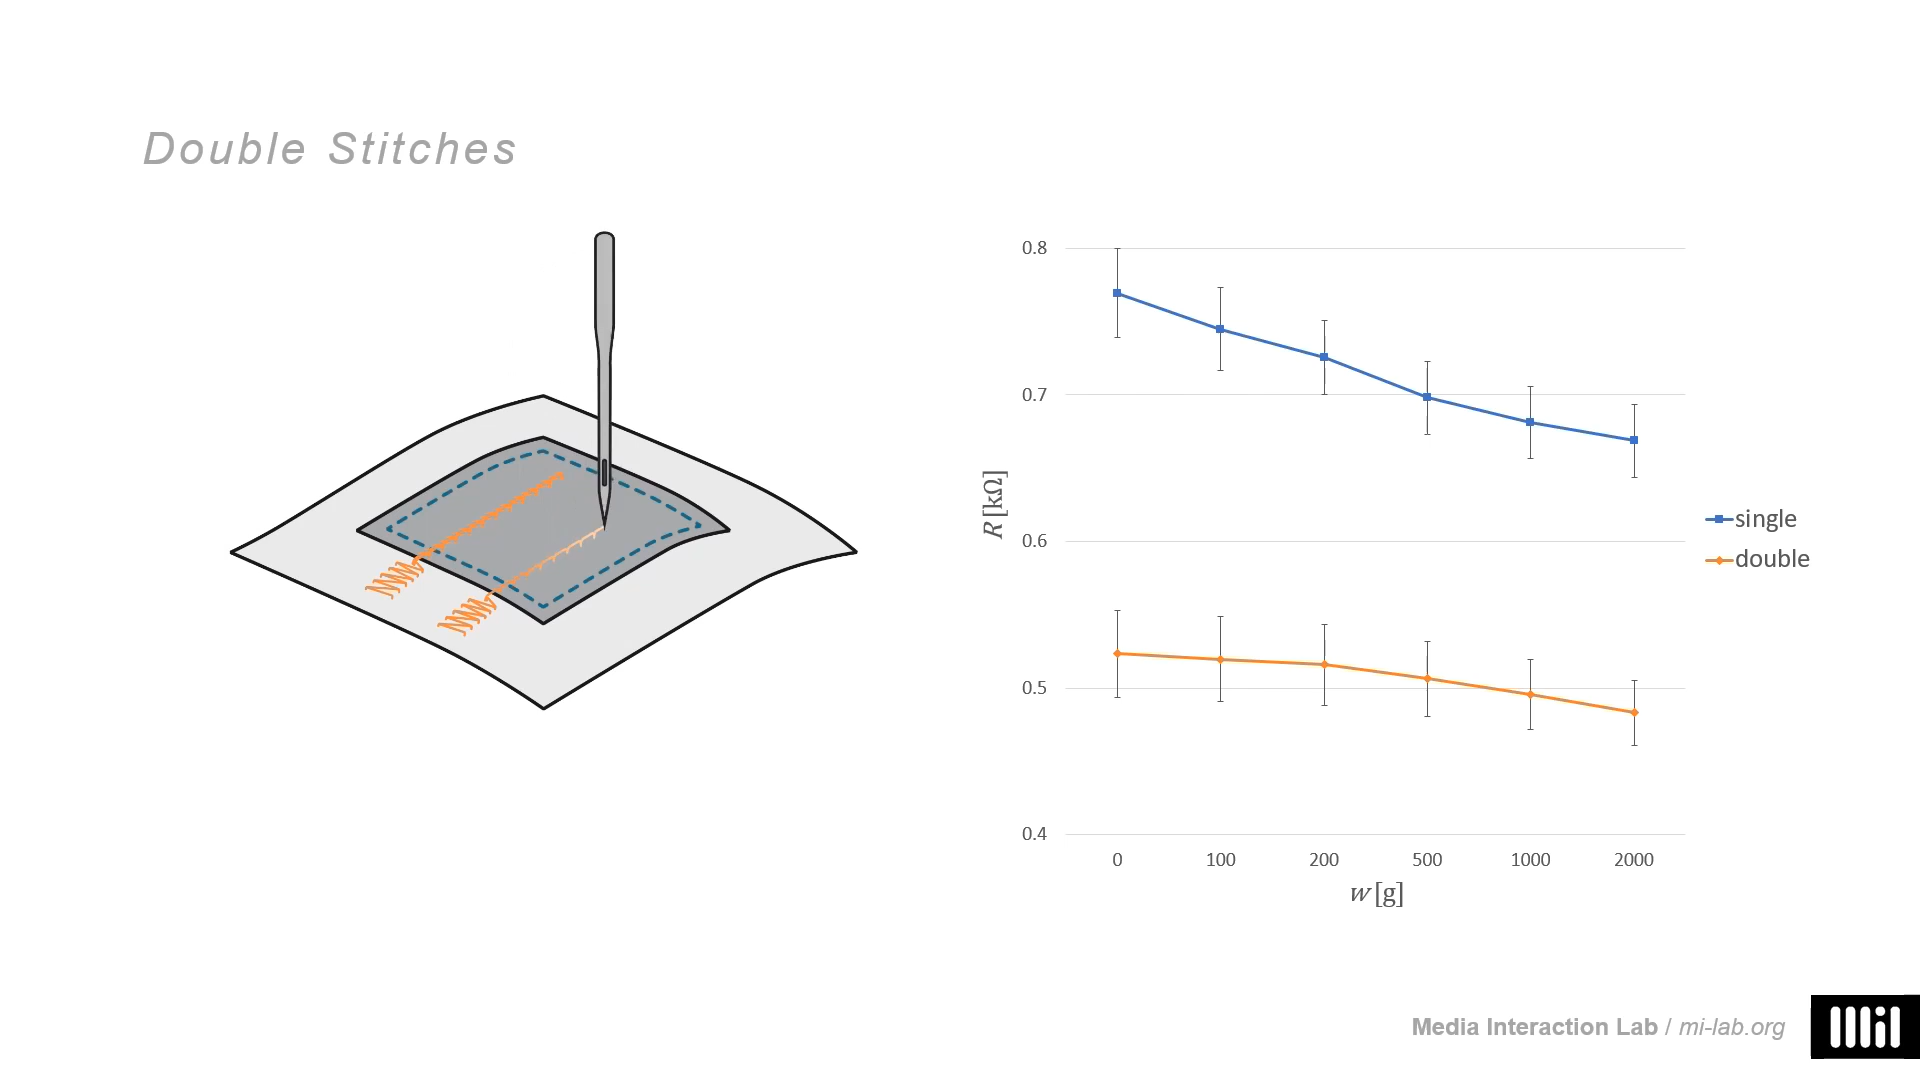 Double Stitches
0.8
0.7
0.6
0.5
0.4
R [kΩ]
0 100 200 500 1000 2000
w [g]
single
double
Media Interaction Lab / mi-lab.org